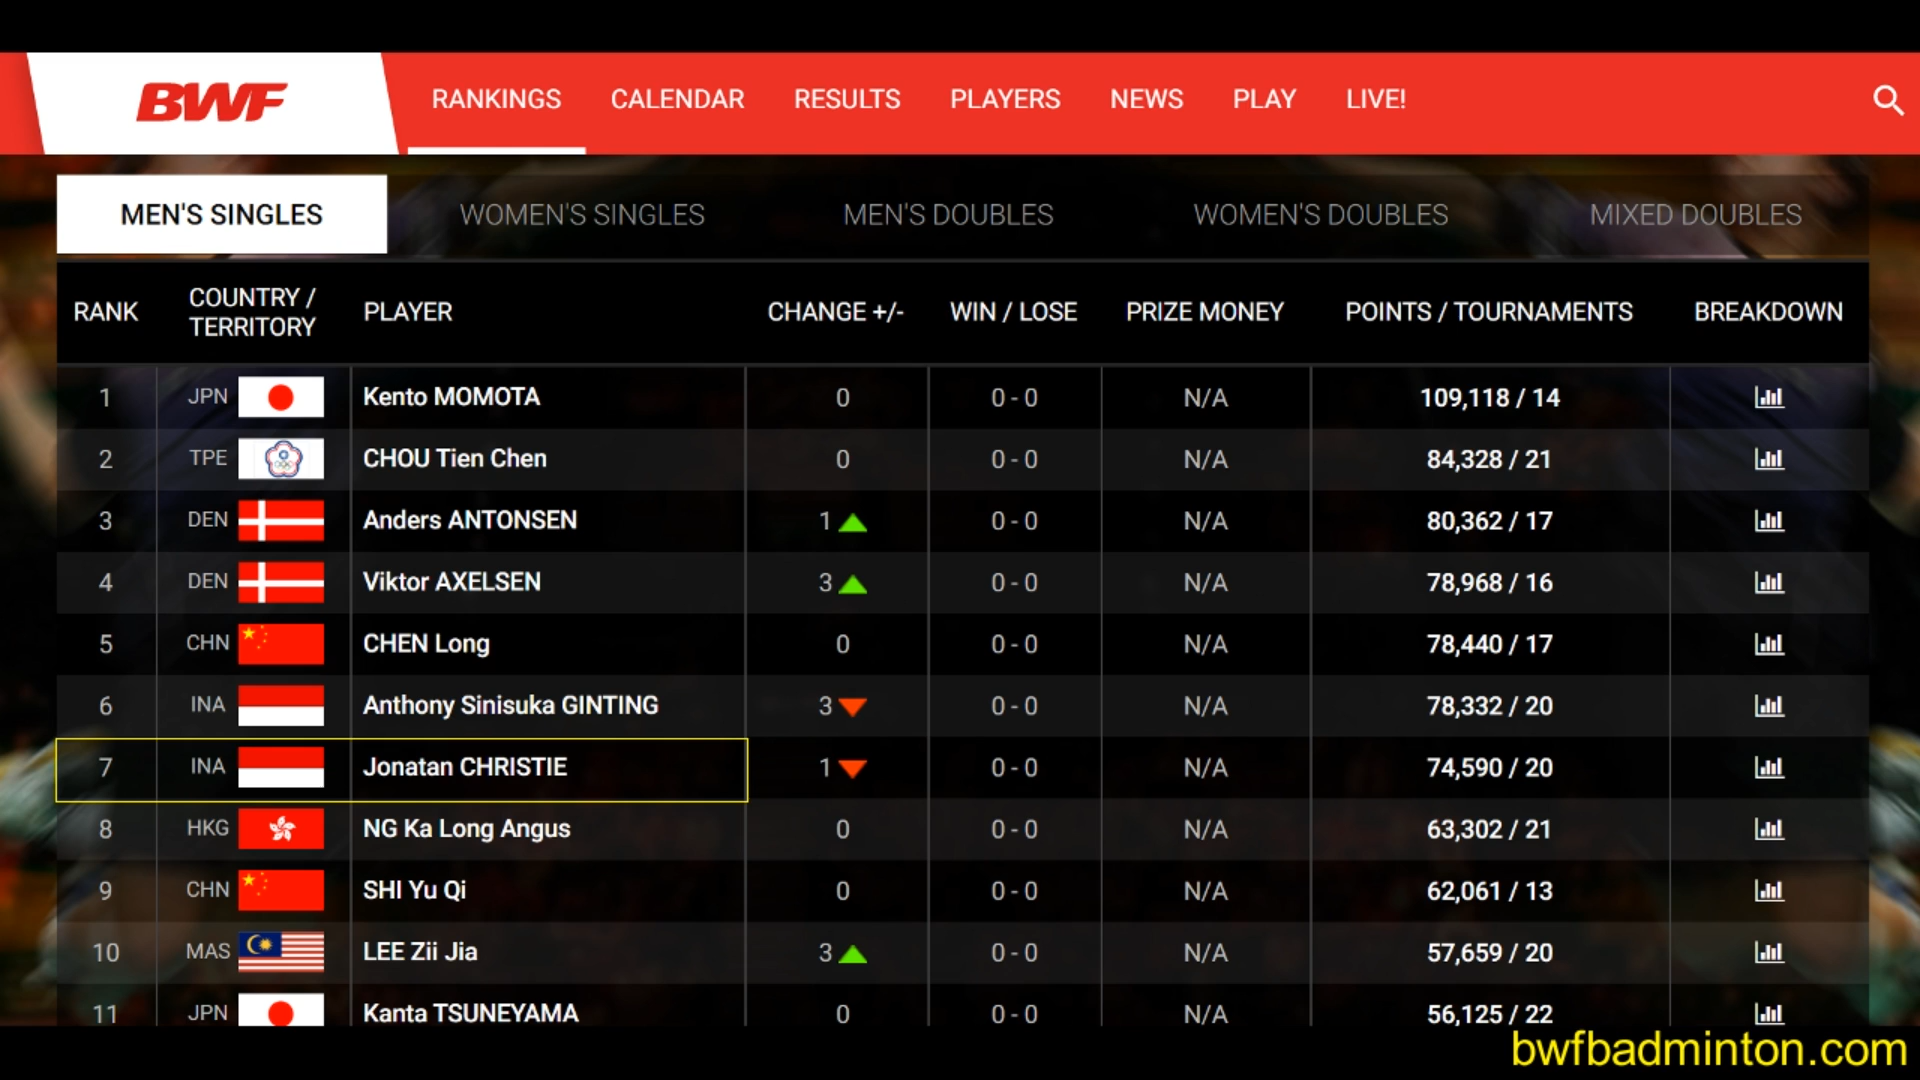 BWF RANKINGS CALENDAR RESULTS PLAYERS NEWS PLAY LIVE!
MEN'S SINGLES WOMEN'S SINGLES MEN'S DOUBLES WOMEN'S DOUBLES MIXED DOUBLES
RANK COUNTRY / TERRITORY PLAYER CHANGE +/- WIN / LOSE PRIZE MONEY POINTS / TOURNAMENTS BREAKDOWN
1 JPN Kento MOMOTA 0 0 - 0 N/A 109,118 / 14
2 TPE CHOU Tien Chen 0 0 - 0 N/A 84,328 / 21
3 DEN Anders ANTONSEN 1 0 - 0 N/A 80,362 / 17
4 DEN Viktor AXELSEN 3 0 - 0 N/A 78,968 / 16
5 CHN CHEN Long 0 0 - 0 N/A 78,440 / 17
6 INA Anthony Sinisuka GINTING 3 0 - 0 N/A 78,332 / 20
7 INA Jonatan CHRISTIE 1 0 - 0 N/A 74,590 / 20
8 HKG NG Ka Long Angus 0 0 - 0 N/A 63,302 / 21
9 CHN SHI Yu Qi 0 0 - 0 N/A 62,061 / 13
10 MAS LEE Zii Jia 3 0 - 0 N/A 57,659 / 20
11 JPN Kanta TSUNEYAMA 0 0 - 0 N/A 56,125 / 22
bwfbadminton.com